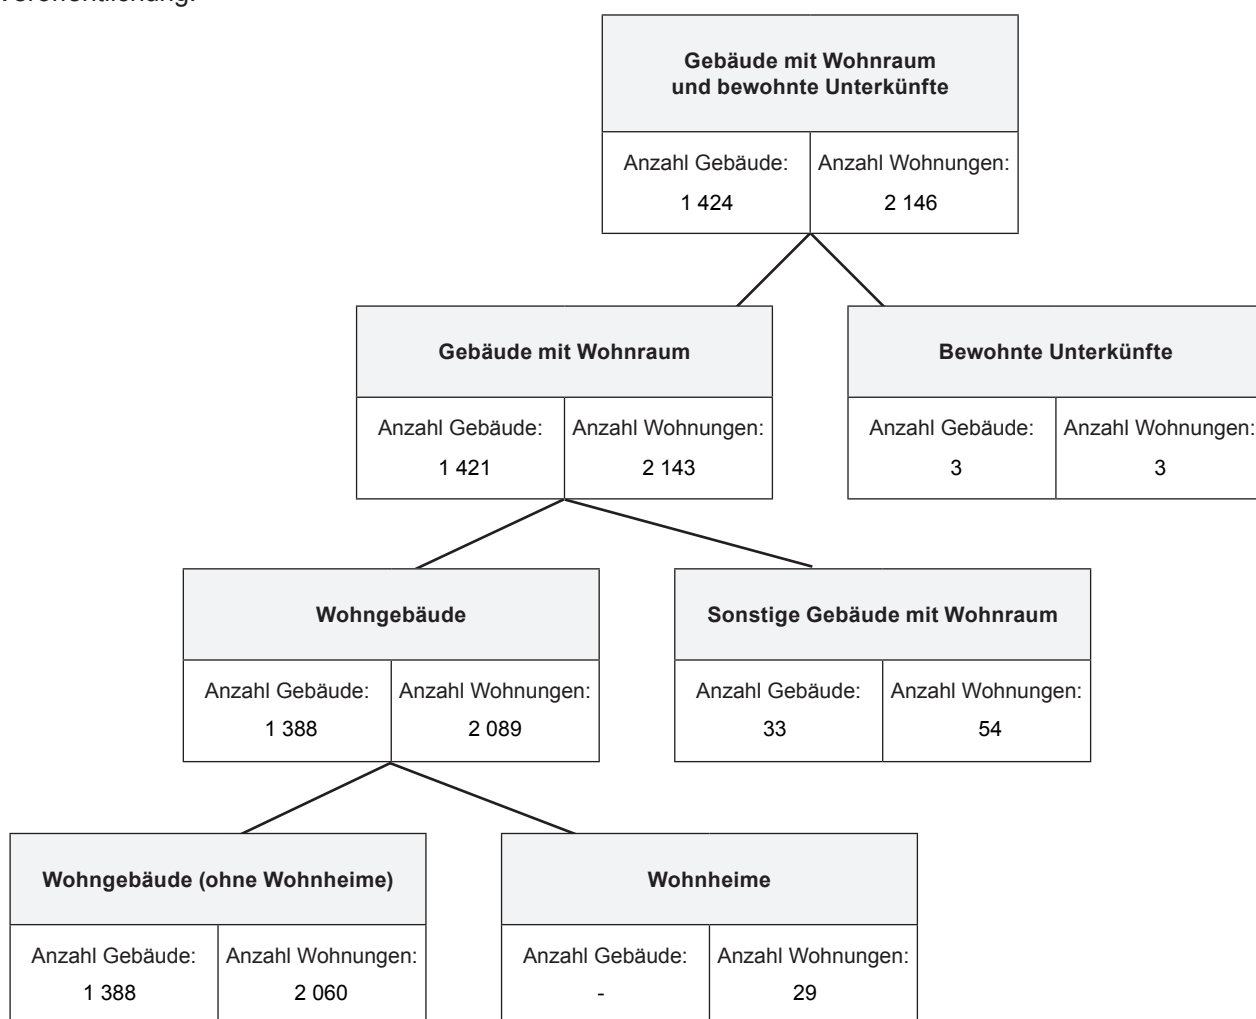 Veröffentlichung.
Gebäude mit Wohnraum
und bewohnte Unterkünfte
Anzahl Gebäude: Anzahl Wohnungen:
1 424 2 146
Gebäude mit Wohnraum Bewohnte Unterkünfte
Anzahl Gebäude: Anzahl Wohnungen: Anzahl Gebäude: Anzahl Wohnungen:
1 421 2 143 3 3
Wohngebäude Sonstige Gebäude mit Wohnraum
Anzahl Gebäude: Anzahl Wohnungen: Anzahl Gebäude: Anzahl Wohnungen:
1 388 2 089 33 54
Wohngebäude (ohne Wohnheime) Wohnheime
Anzahl Gebäude: Anzahl Wohnungen: Anzahl Gebäude: Anzahl Wohnungen:
1 388 2 060 - 29